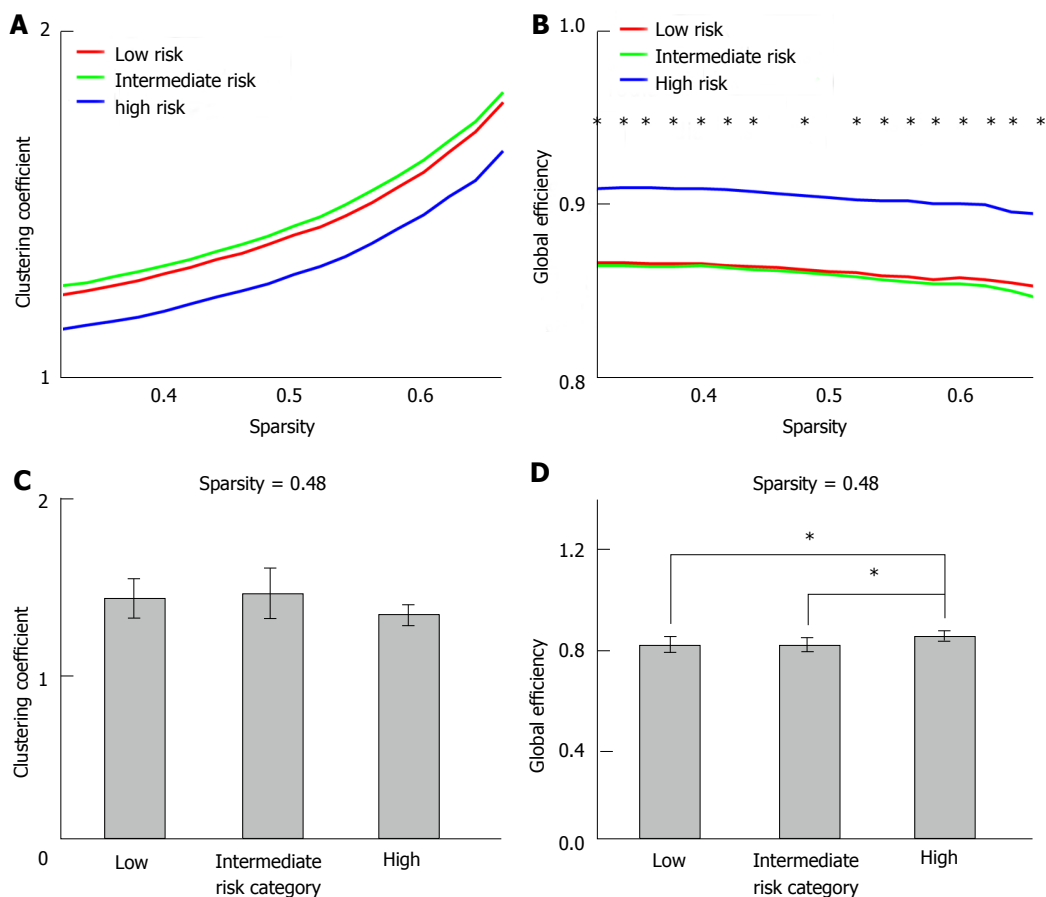 A
2
Low risk
Intermediate risk
high risk
Clustering coefficient
1
0.4
0.5
0.6
Sparsity
B
1.0
Low risk
Intermediate risk
High risk
* * * * * * * * * * * * * * * *
Global efficiency
0.9
0.8
0.4
0.5
0.6
Sparsity
C
Sparsity = 0.48
2
Clustering coefficient
1
0
Low
Intermediate
High
risk category
D
Sparsity = 0.48
1.2
*
*
Global efficiency
0.8
0.4
0.0
Low
Intermediate
High
risk category